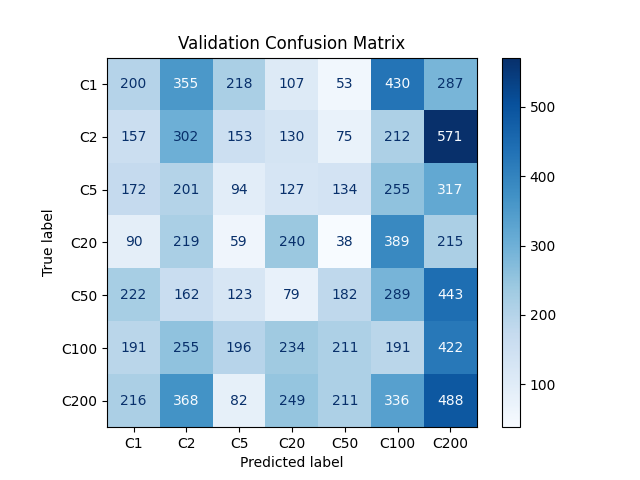 Validation Confusion Matrix
True label
C1 200 355 218 107 53 430 287
C2 157 302 153 130 75 212 571
C5 172 201 94 127 134 255 317
C20 90 219 59 240 38 389 215
C50 222 162 123 79 182 289 443
C100 191 255 196 234 211 191 422
C200 216 368 82 249 211 336 488
C1 C2 C5 C20 C50 C100 C200
Predicted label
500
400
300
200
100